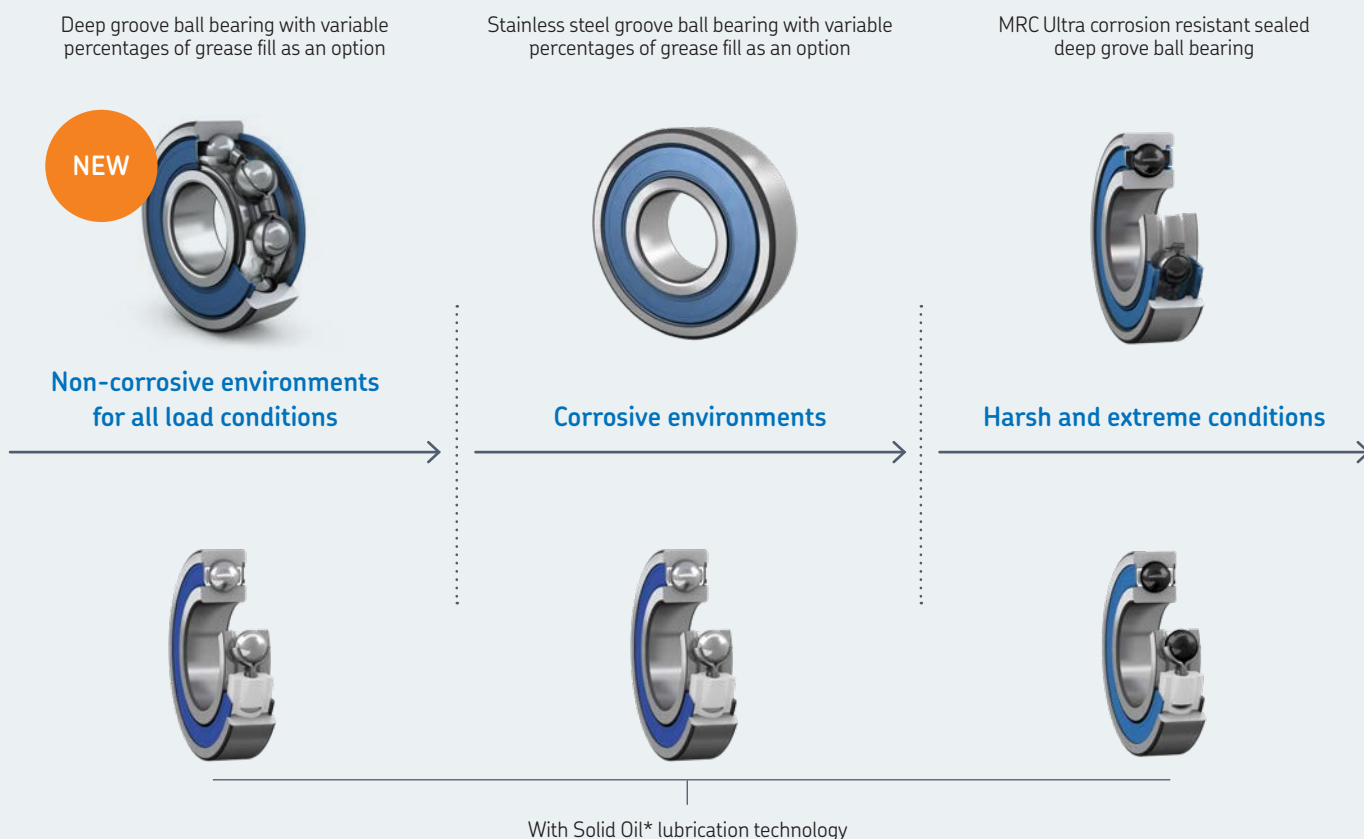 Deep groove ball bearing with variable
percentages of grease fill as an option
Stainless steel groove ball bearing with variable
percentages of grease fill as an option
MRC Ultra corrosion resistant sealed
deep grove ball bearing
NEW
Non-corrosive environments
for all load conditions
Corrosive environments
Harsh and extreme conditions
With Solid Oil* lubrication technology